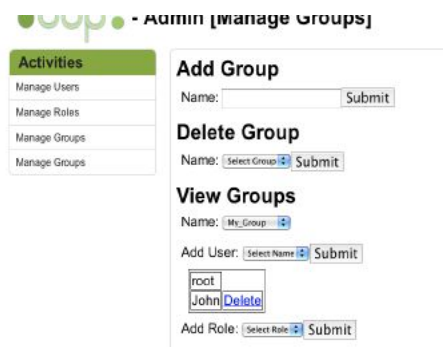 - Admin [Manage Groups]
Activities
Manage Users
Manage Roles
Manage Groups
Manage Groups
Add Group
Name: Submit
Delete Group
Name: Select Group Submit
View Groups
Name: My_Group
Add User: Select Name Submit
root
John Delete
Add Role: Select Role Submit